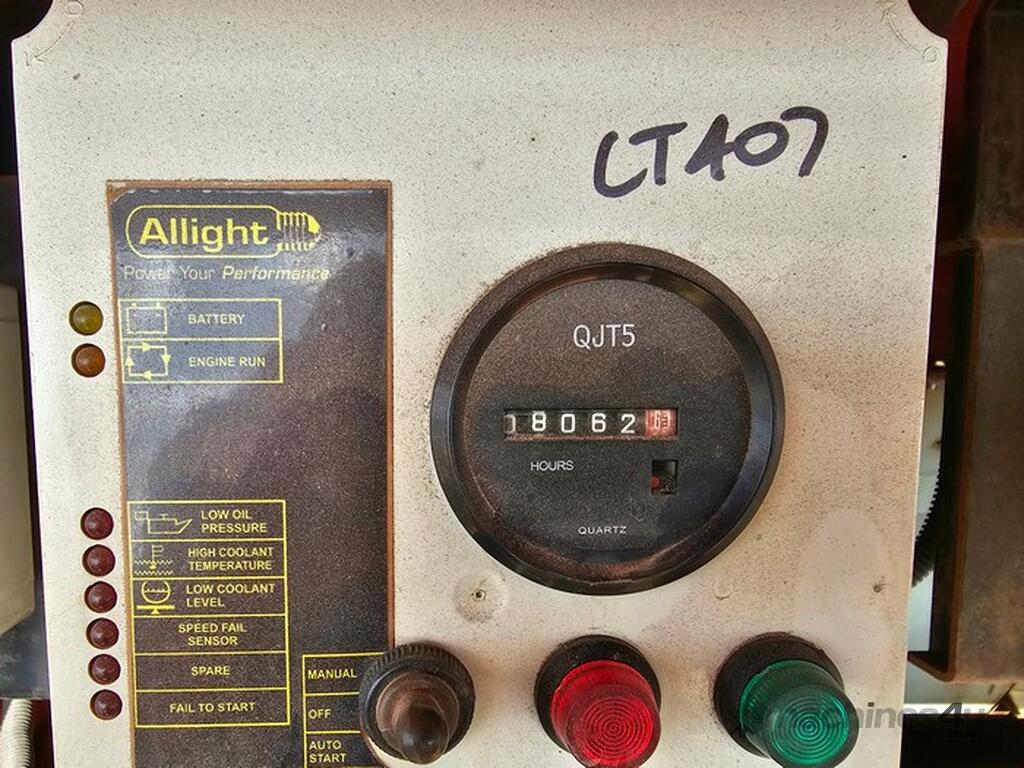 LT407
Allight
Power Your Performance
BATTERY
ENGINE RUN
QJT5
8062
HOURS
QUARTZ
LOW OIL
PRESSURE
HIGH COOLANT
TEMPERATURE
LOW COOLANT
LEVEL
SPEED FAIL
SENSOR
SPARE
FAIL TO START
MANUAL
OFF
AUTO
START